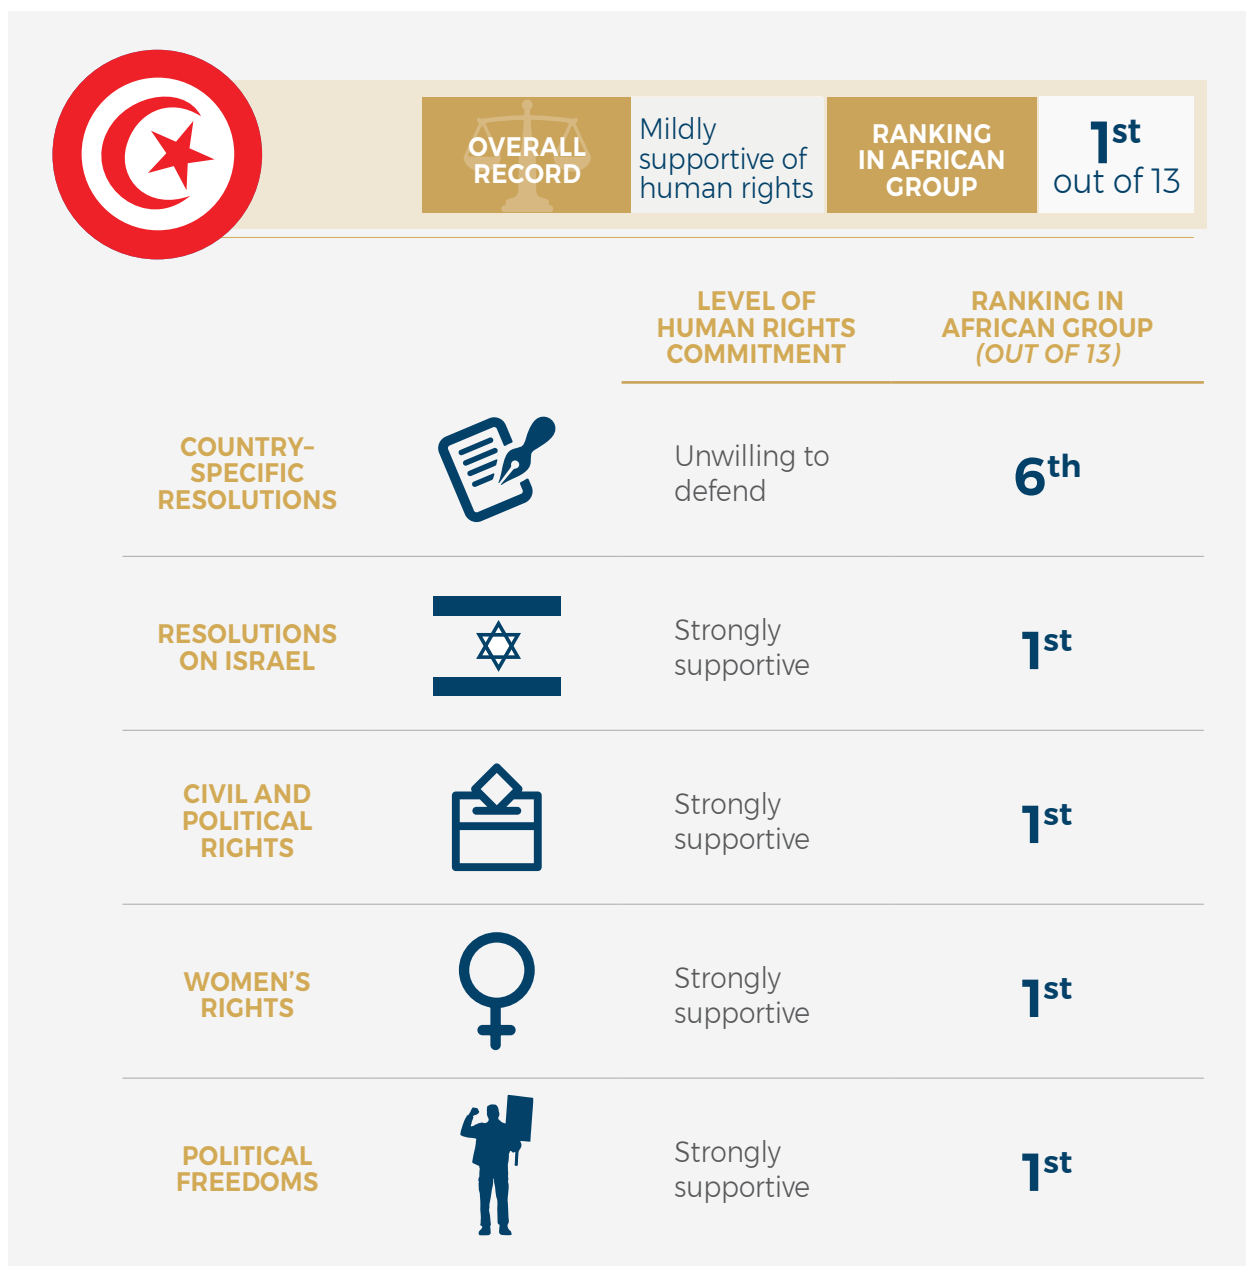 OVERALL
RECORD
Mildly
supportive of
human rights
RANKING
IN AFRICAN
GROUP
1st
out of 13
LEVEL OF
HUMAN RIGHTS
COMMITMENT
RANKING IN
AFRICAN GROUP
(OUT OF 13)
COUNTRY–
SPECIFIC
RESOLUTIONS
Unwilling to
defend
6th
RESOLUTIONS
ON ISRAEL
Strongly
supportive
1st
CIVIL AND
POLITICAL
RIGHTS
Strongly
supportive
1st
WOMEN’S
RIGHTS
Strongly
supportive
1st
POLITICAL
FREEDOMS
Strongly
supportive
1st